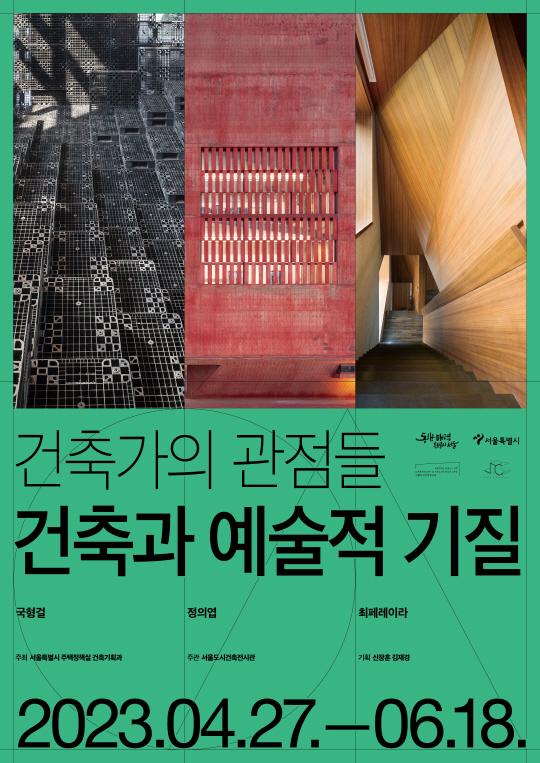 건축가의 관점들
서울특별시
건축과 예술적 기질
국형걸
정의엽
최페레이라
주최 서울특별시 주택정책실 건축기획과
주관 서울도시건축전시관
기획 신창훈 김재경
2023.04.27.—06.18.